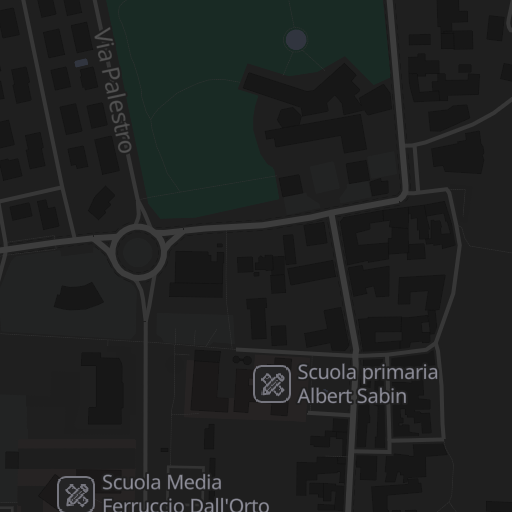 Via Palestro
Scuola primaria
Albert Sabin
Scuola Media
Ferruccio Dall'Orto